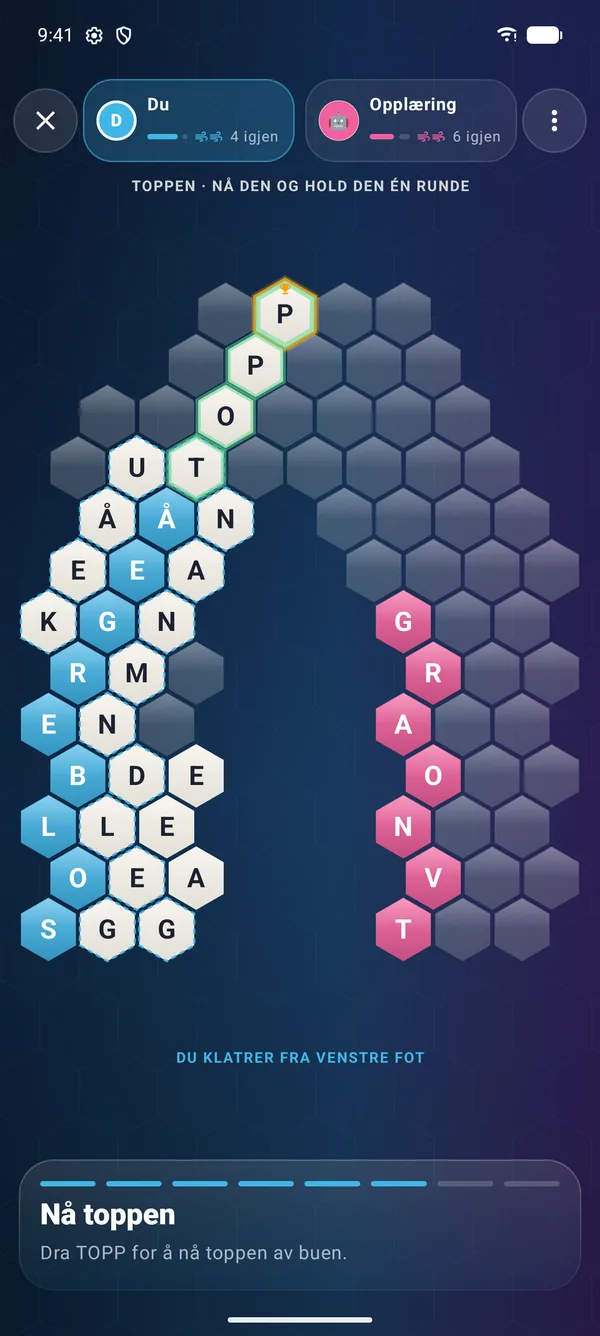 9:41
Du
D
4 igjen
Opplæring
6 igjen
TOPPEN · NÅ DEN OG HOLD DEN ÉN RUNDE
P
P
O
U T
Å Å N
E E A
K G N G
R M R
E N A
B D E O
L L E N
O E A V
S G G T
DU KLATRER FRA VENSTRE FOT
Nå toppen
Dra TOPP for å nå toppen av buen.